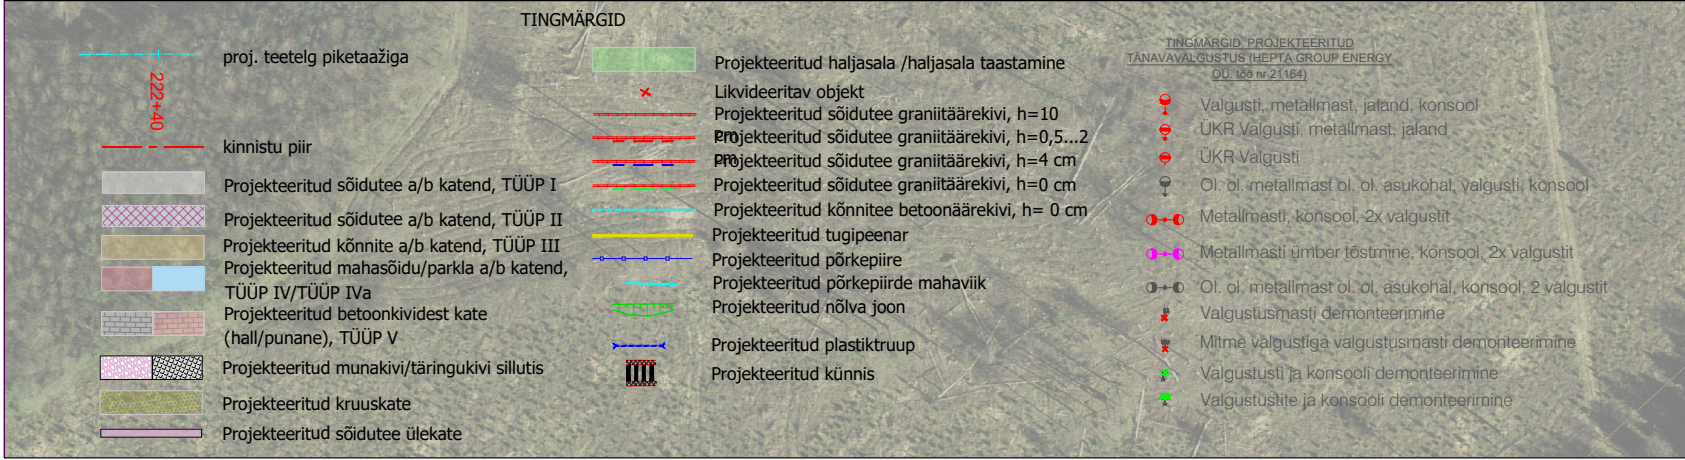 TINGMÄRGID
proj. teetelg piketaažiga
222+40
kinnistu piir
Projekteeritud sõidutee a/b katend, TÜÜP I
Projekteeritud sõidutee a/b katend, TÜÜP II
Projekteeritud kõnnite a/b katend, TÜÜP III
Projekteeritud mahasõidu/parkla a/b katend,
TÜÜP IV/TÜÜP IVa
Projekteeritud betoonkividest kate
(hall/punane), TÜÜP V
Projekteeritud munakivi/täringukivi sillutis
Projekteeritud kruuskate
Projekteeritud sõidutee ülekate
Projekteeritud haljasala /haljasala taastamine
Likvideeritav objekt
Projekteeritud sõidutee graniitäärekivi, h=10
cm
Projekteeritud sõidutee graniitäärekivi, h=0,5...2
cm
Projekteeritud sõidutee graniitäärekivi, h=4 cm
Projekteeritud sõidutee graniitäärekivi, h=0 cm
Projekteeritud kõnnitee betoonäärekivi, h= 0 cm
Projekteeritud tugipeenar
Projekteeritud põrkepiire
Projekteeritud põrkepiirde mahaviik
Projekteeritud nõlva joon
Projekteeritud plastiktruup
Projekteeritud künnis
TINGMÄRGID. PROJEKTEERITUD
TÄNAVAVALGUSTUS (HEPTA GROUP ENERGY
OÜ, töö nr 21164)
Valgusti, metallmast, jaland, konsool
ÜKR Valgusti, metallmast, jaland
ÜKR Valgusti
Ol. ol. metallmast ol. ol. asukohal, valgusti, konsool
Metallmasti, konsool, 2x valgustit
Metallmasti ümber tõstmine, konsool, 2x valgustit
Ol. ol. metallmast ol. ol. asukohal, konsool, 2 valgustit
Valgustusmasti demonteerimine
Mitme valgustiga valgustusmasti demonteerimine
Valgustusti ja konsooli demonteerimine
Valgustustite ja konsooli demonteerimine